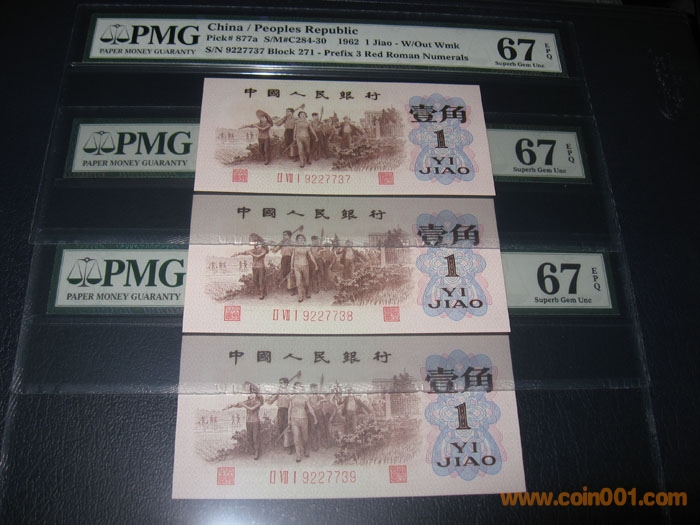 PMG
PAPER MONEY GUARANTY
China / Peoples Republic
Pick# 877a S/M#C284-30 1962 1 Jiao - W/Out Wmk
S/N 9227737 Block 271 - Prefix 3 Red Roman Numerals
67 EPQ
Superb Gem Unc
中國人民銀行
壹角
1
YI
JIAO
II VII I 9227737
PMG
PAPER MONEY GUARANTY
67 EPQ
Superb Gem Unc
中國人民銀行
壹角
1
YI
JIAO
II VII I 9227738
PMG
PAPER MONEY GUARANTY
67 EPQ
Superb Gem Unc
中國人民銀行
壹角
1
YI
JIAO
II VII I 9227739
www.coin001.com